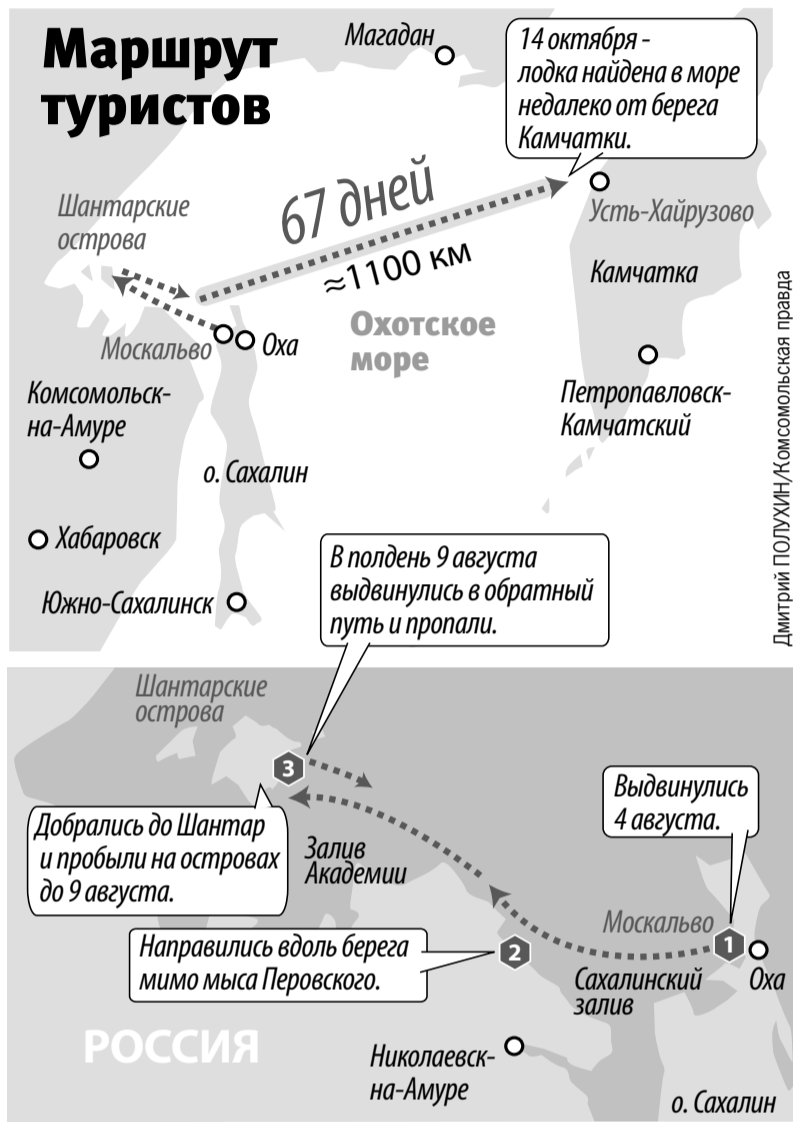 Маршрут
туристов
Магадан
14 октября -
лодка найдена в море
недалеко от берега
Камчатки.
67 дней
≈1100 км
Шантарские
острова
Усть-Хайрузово
Камчатка
Охотское
море
Москальво
Оха
Комсомольск-
на-Амуре
Петропавловск-
Камчатский
о. Сахалин
Хабаровск
Южно-Сахалинск
Дмитрий ПОЛУХИН/Комсомольская правда
В полдень 9 августа
выдвинулись в обратный
путь и пропали.
Шантарские
острова
3
Выдвинулись
4 августа.
Добрались до Шантар
и пробыли на островах
до 9 августа.
Залив
Академии
Москальво
1
Направились вдоль берега
мимо мыса Перовского.
2
Сахалинский
залив
Оха
РОССИЯ
Николаевск-
на-Амуре
о. Сахалин